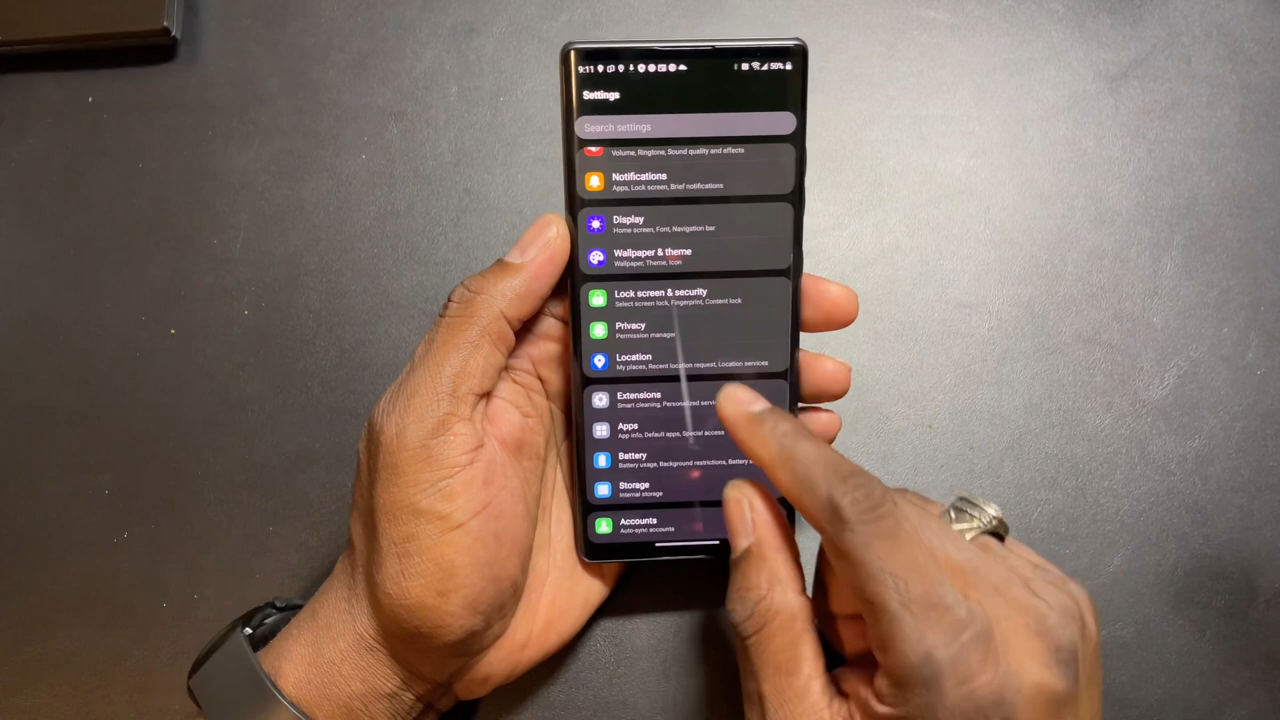 9:11
50%
Settings
Search settings
Volume, Ringtone, Sound quality and effects
Notifications
Apps, Lock screen, Brief notifications
Display
Home screen, Font, Navigation bar
Wallpaper & theme
Wallpaper, Theme, Icon
Lock screen & security
Select screen lock, Fingerprint, Content lock
Privacy
Permission manager
Location
My places, Recent location request, Location services
Extensions
Smart cleaning, Personalized
Apps
App info, Default apps, Special access
Battery
Battery usage, Background restrictions, Battery
Storage
Internal storage
Accounts
Auto-sync accounts